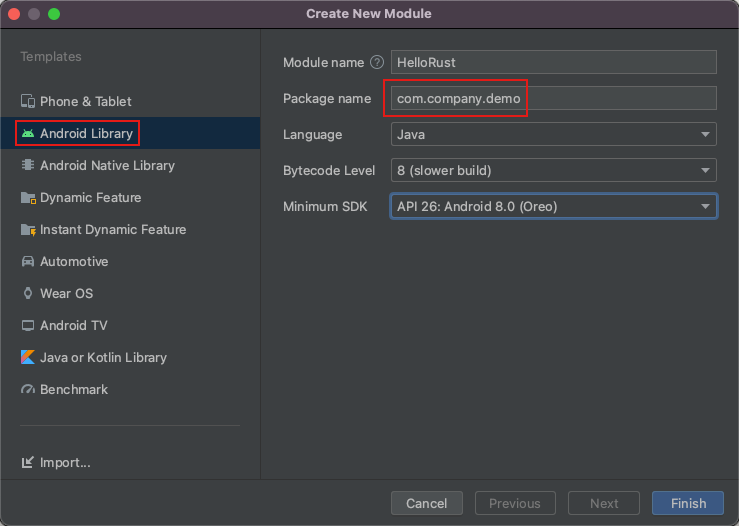 Create New Module
Templates
Phone & Tablet
Android Library
Android Native Library
Dynamic Feature
Instant Dynamic Feature
Automotive
Wear OS
Android TV
Java or Kotlin Library
Benchmark
Import...
Module name ? HelloRust
Package name com.company.demo
Language Java
Bytecode Level 8 (slower build)
Minimum SDK API 26: Android 8.0 (Oreo)
Cancel Previous Next Finish